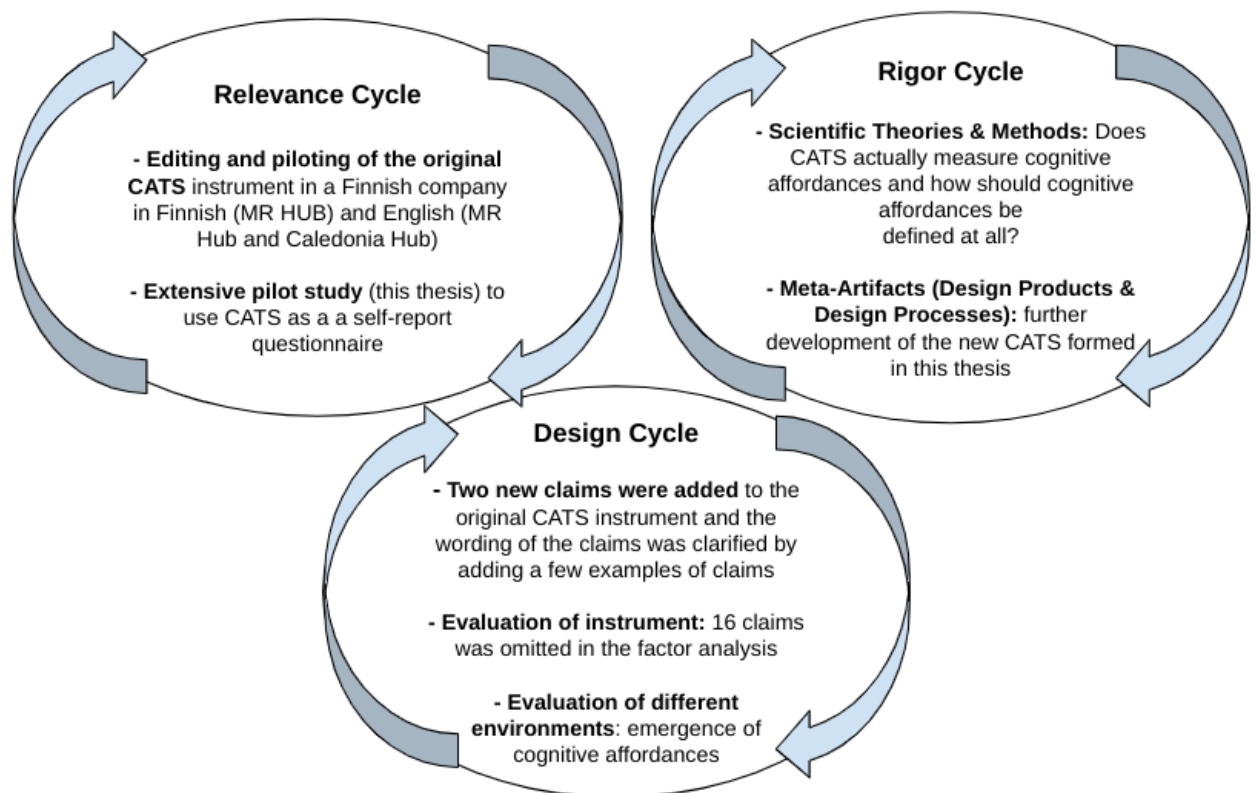 Relevance Cycle
- Editing and piloting of the original
CATS instrument in a Finnish company
in Finnish (MR HUB) and English (MR
Hub and Caledonia Hub)
- Extensive pilot study (this thesis) to
use CATS as a a self-report
questionnaire
Rigor Cycle
- Scientific Theories & Methods: Does
CATS actually measure cognitive
affordances and how should cognitive
affordances be
defined at all?
- Meta-Artifacts (Design Products &
Design Processes): further
development of the new CATS formed
in this thesis
Design Cycle
- Two new claims were added to the
original CATS instrument and the
wording of the claims was clarified by
adding a few examples of claims
- Evaluation of instrument: 16 claims
was omitted in the factor analysis
- Evaluation of different
environments: emergence of
cognitive affordances